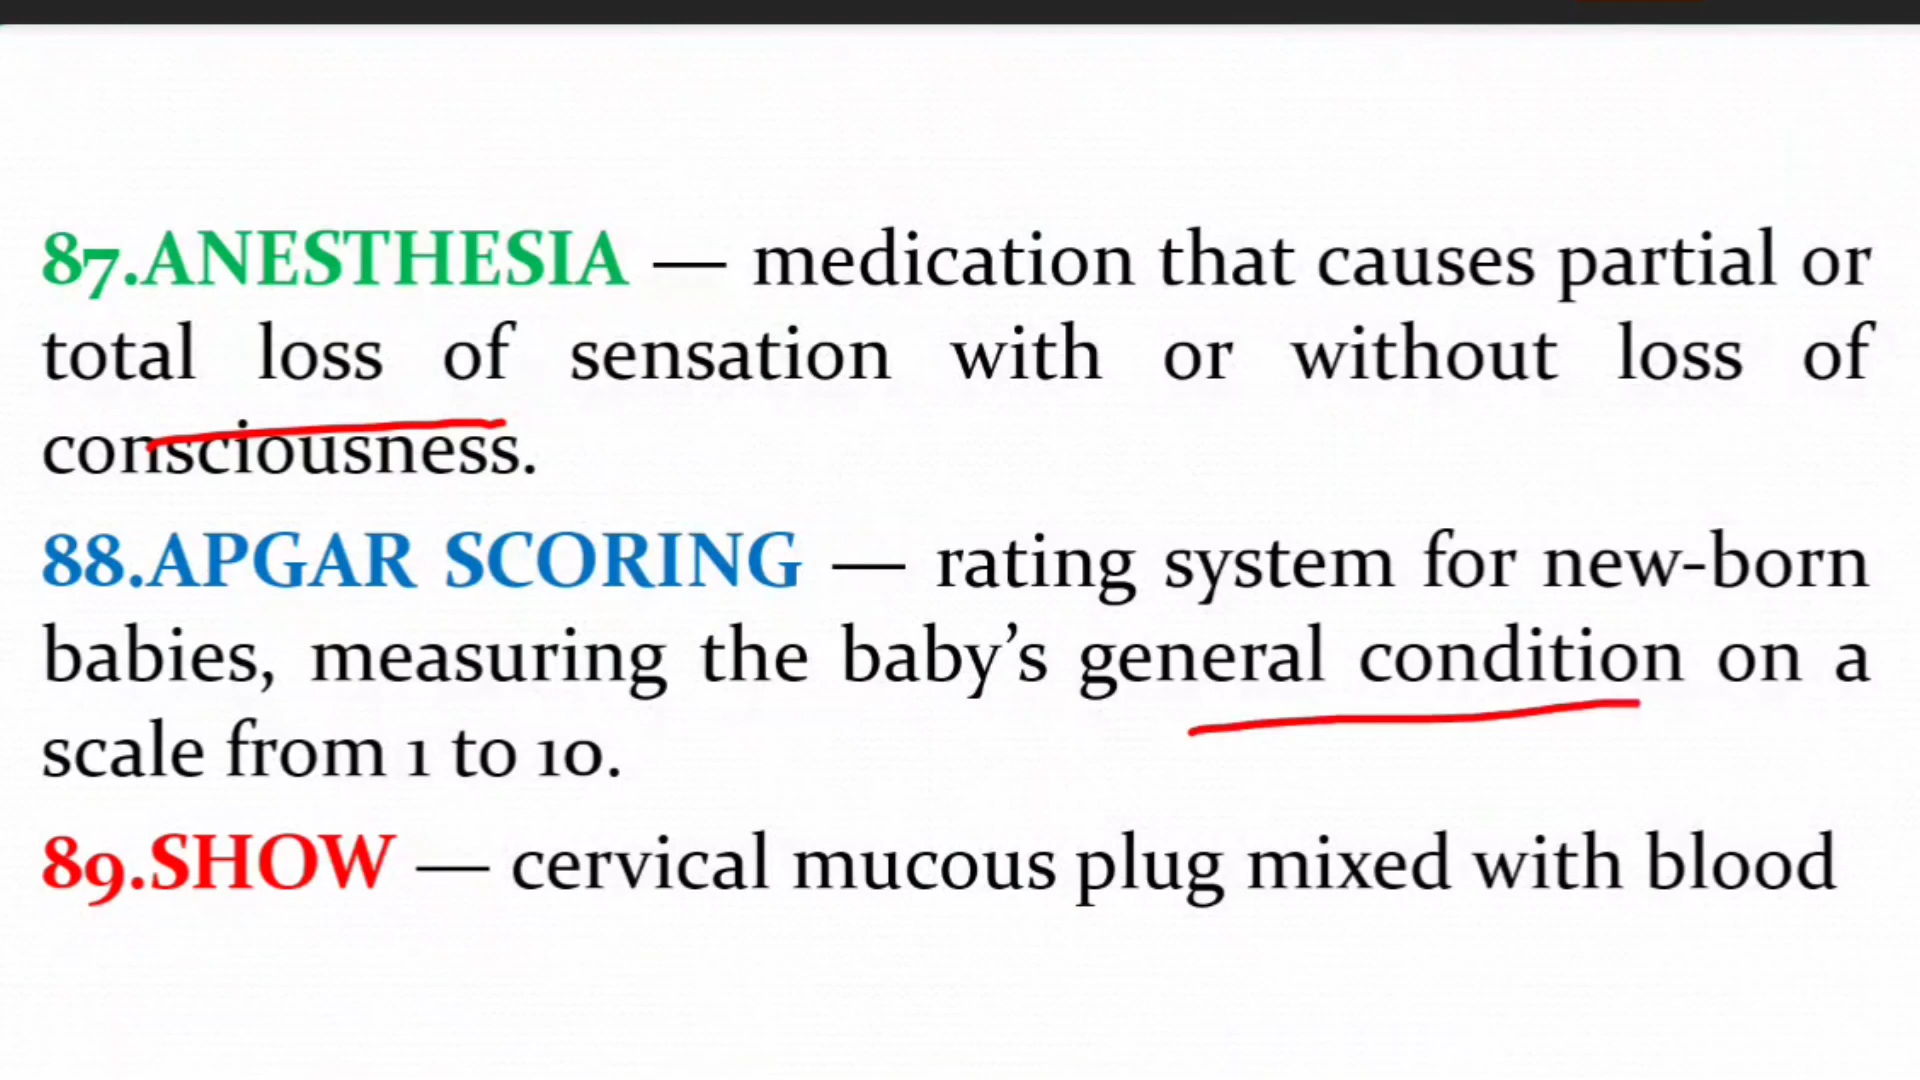 87.ANESTHESIA — medication that causes partial or
total loss of sensation with or without loss of
consciousness.
88.APGAR SCORING — rating system for new-born
babies, measuring the baby’s general condition on a
scale from 1 to 10.
89.SHOW — cervical mucous plug mixed with blood